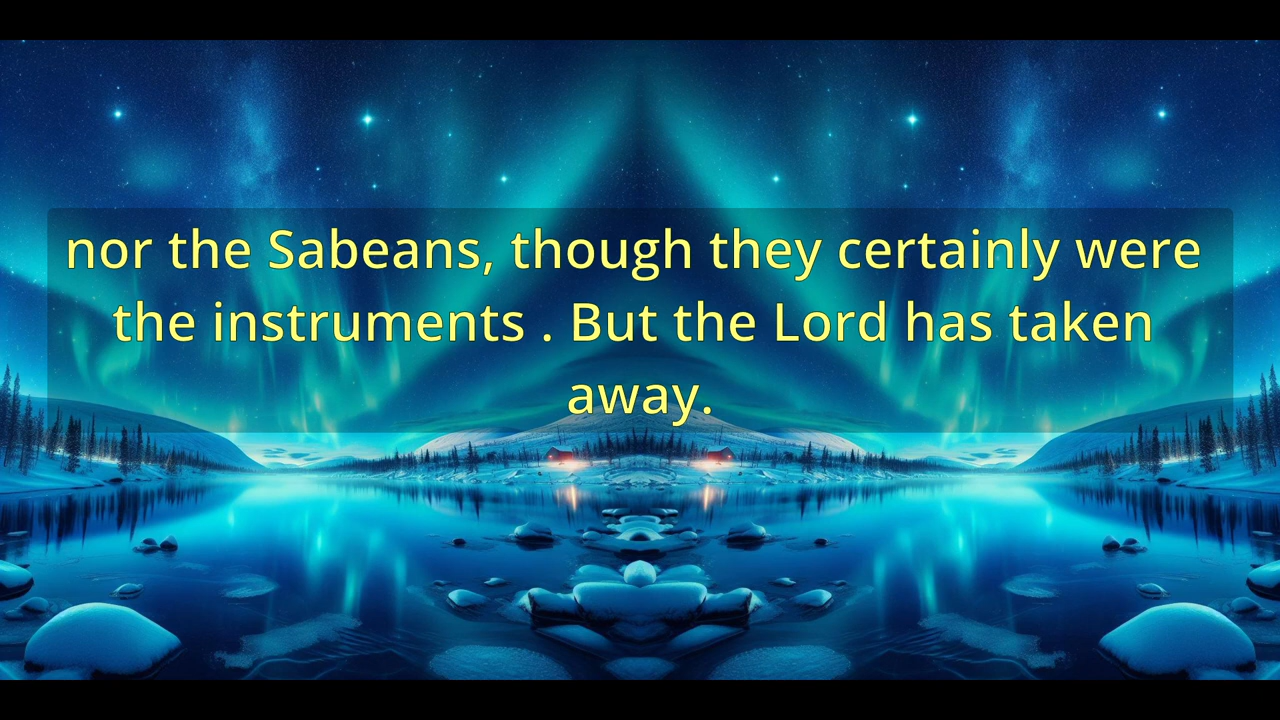 nor the Sabeans, though they certainly were
the instruments . But the Lord has taken
away.